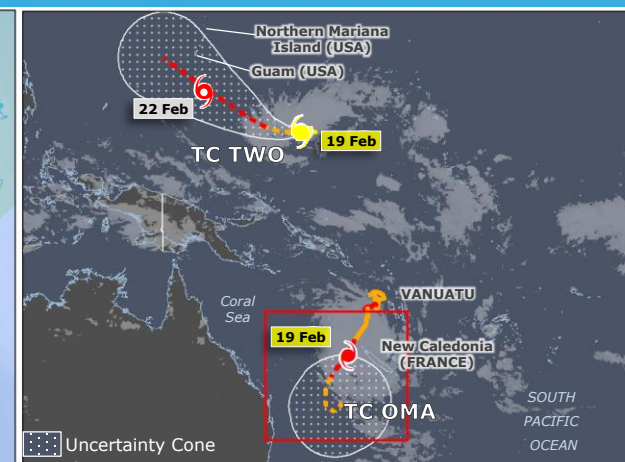 Northern Mariana
Island (USA)
Guam (USA)
22 Feb
19 Feb
TC TWO
Coral
Sea
VANUATU
19 Feb
New Caledonia
(FRANCE)
TC OMA
SOUTH
PACIFIC
OCEAN
Uncertainty Cone